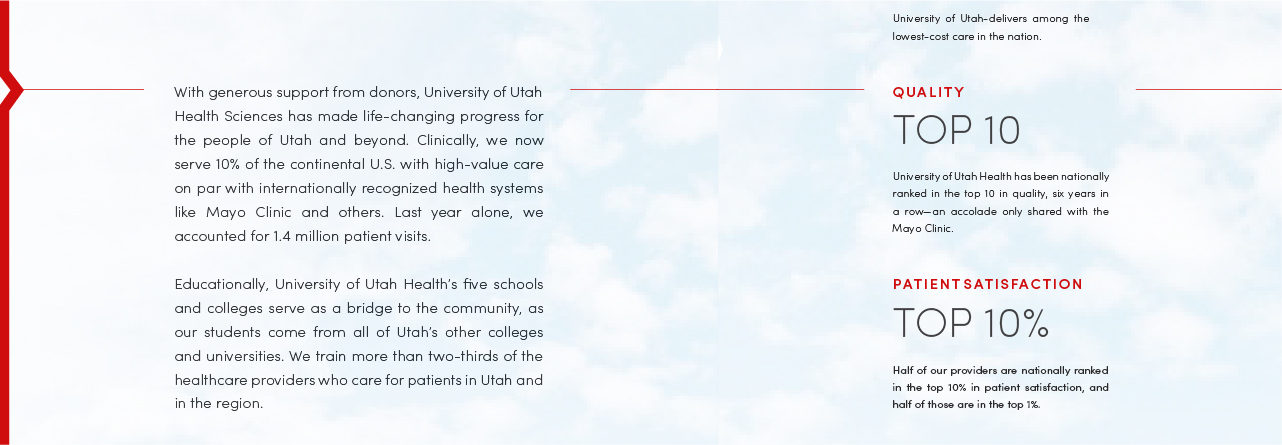 With generous support from donors, University of Utah
Health Sciences has made life-changing progress for
the people of Utah and beyond. Clinically, we now
serve 10% of the continental U.S. with high-value care
on par with internationally recognized health systems
like Mayo Clinic and others. Last year alone, we
accounted for 1.4 million patient visits.
Educationally, University of Utah Health's five schools
and colleges serve as a bridge to the community, as
our students come from all of Utah's other colleges
and universities. We train more than two-thirds of the
healthcare providers who care for patients in Utah and
in the region.
University of Utah-delivers among the
lowest-cost care in the nation.
QUALITY
TOP 10
University of Utah Health has been nationally
ranked in the top 10 in quality, six years in
a row—an accolade only shared with the
Mayo Clinic.
PATIENT SATISFACTION
TOP 10%
Half of our providers are nationally ranked
in the top 10% in patient satisfaction, and
half of those are in the top 1%.